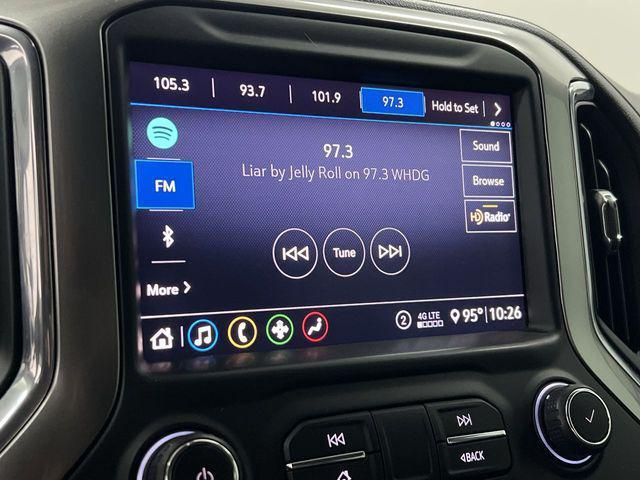 105.3 | 93.7 | 101.9 97.3 Hold to Set |
97.3
Liar by Jelly Roll on 97.3 WHDG
Sound
FM
Browse
HD Radio
Tune
More
2 4G LTE 95° | 10:26
BACK